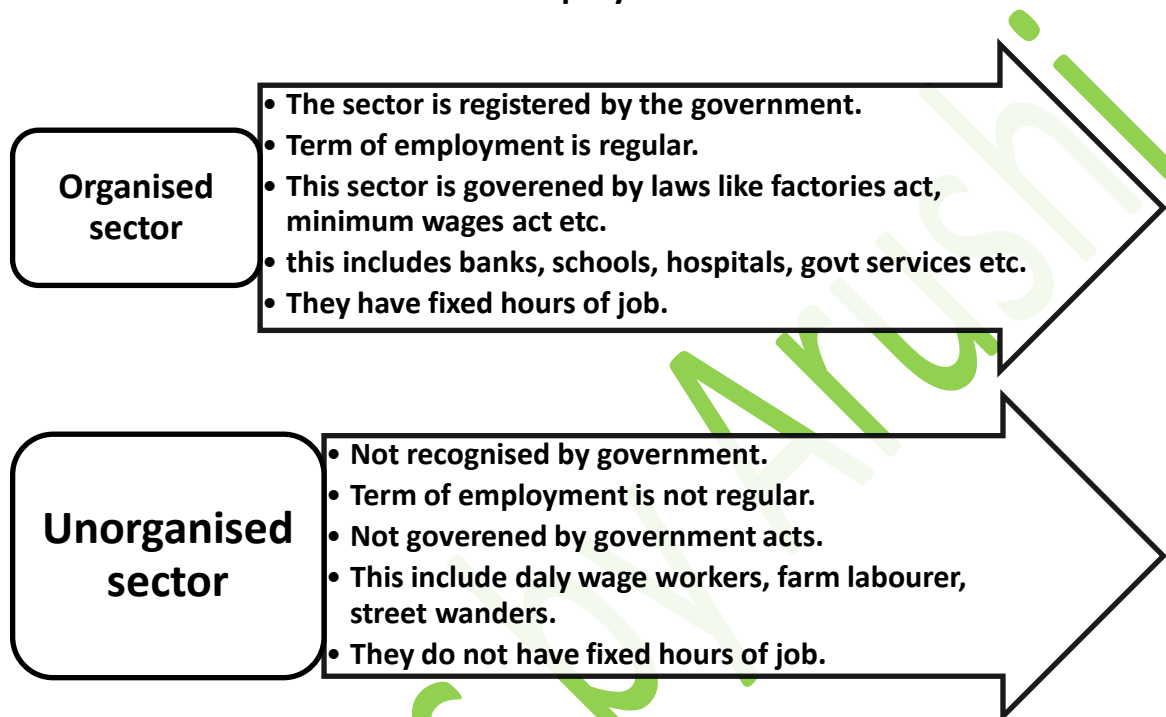 Organised
sector
• The sector is registered by the government.
• Term of employment is regular.
• This sector is goverened by laws like factories act,
minimum wages act etc.
• this includes banks, schools, hospitals, govt services etc.
• They have fixed hours of job.
Unorganised
sector
• Not recognised by government.
• Term of employment is not regular.
• Not goverened by government acts.
• This include daly wage workers, farm labourer,
street wanders.
• They do not have fixed hours of job.
by Arushi